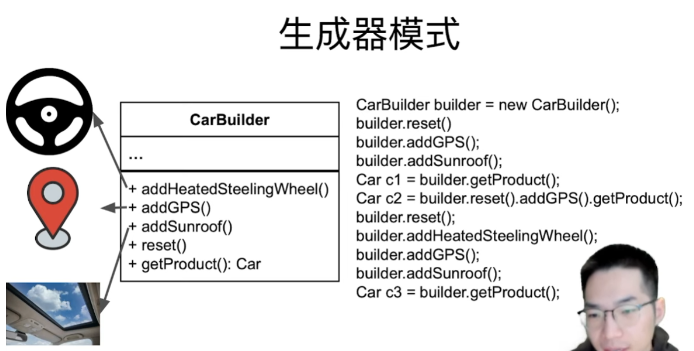 生成器模式
CarBuilder
...
+ addHeatedSteelingWheel()
+ addGPS()
+ addSunroof()
+ reset()
+ getProduct(): Car
CarBuilder builder = new CarBuilder();
builder.reset()
builder.addGPS();
builder.addSunroof();
Car c1 = builder.getProduct();
Car c2 = builder.reset().addGPS().getProduct();
builder.reset();
builder.addHeatedSteelingWheel();
builder.addGPS();
builder.addSunroof();
Car c3 = builder.getProduct();